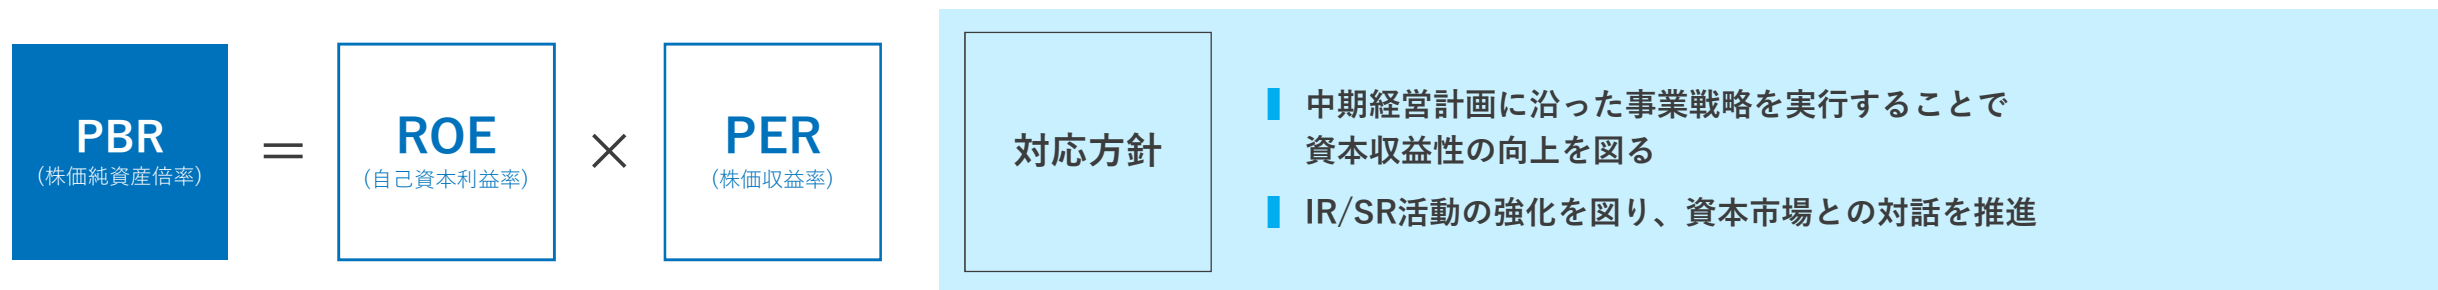 PBR
（株価純資産倍率）
＝
ROE
（自己資本利益率）
×
PER
（株価収益率）
対応方針
中期経営計画に沿った事業戦略を実行することで
資本収益性の向上を図る
IR/SR活動の強化を図り、資本市場との対話を推進